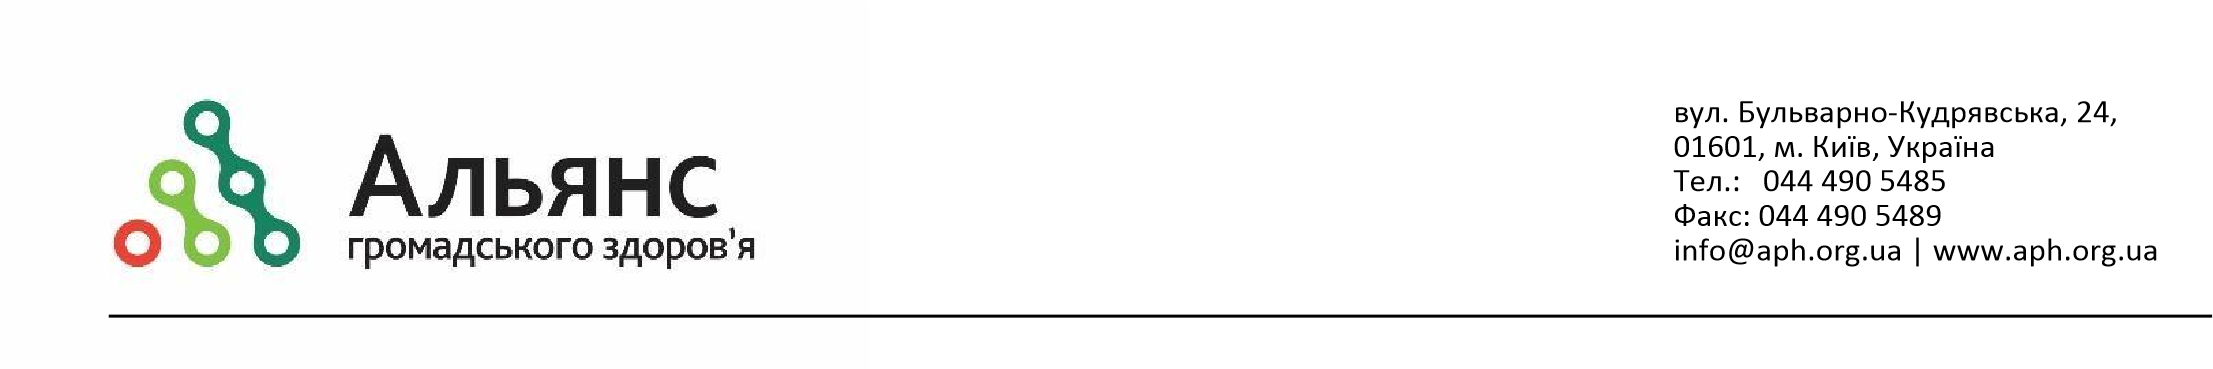 Альянс
громадського здоров'я
вул. Бульварно-Кудрявська, 24,
01601, м. Київ, Україна
Тел.: 044 490 5485
Факс: 044 490 5489
info@aph.org.ua | www.aph.org.ua